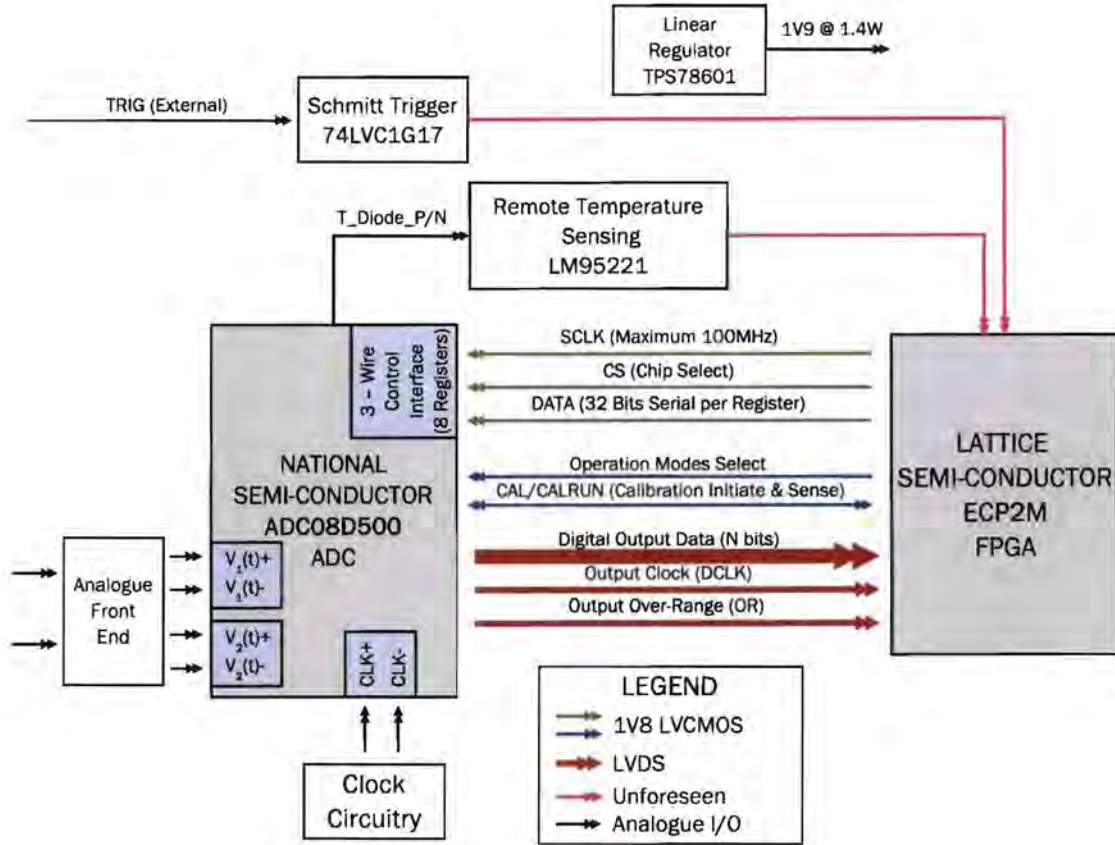 Linear
Regulator
TPS78601
1V9 @ 1.4W
TRIG (External)
Schmitt Trigger
74LVC1G17
T_Diode_P/N
Remote Temperature
Sensing
LM95221
3 – Wire
Control
Interface
(8 Registers)
SCLK (Maximum 100MHz)
CS (Chip Select)
DATA (32 Bits Serial per Register)
Operation Modes Select
CAL/CALRUN (Calibration Initiate & Sense)
Digital Output Data (N bits)
Output Clock (DCLK)
Output Over-Range (OR)
NATIONAL
SEMI-CONDUCTOR
ADC08D500
ADC
LATTICE
SEMI-CONDUCTOR
ECP2M
FPGA
Analogue
Front
End
V₁(t)+
V₁(t)-
V₂(t)+
V₂(t)-
CLK+
CLK-
Clock
Circuitry
LEGEND
1V8 LVCMOS
LVDS
Unforeseen
Analogue I/O